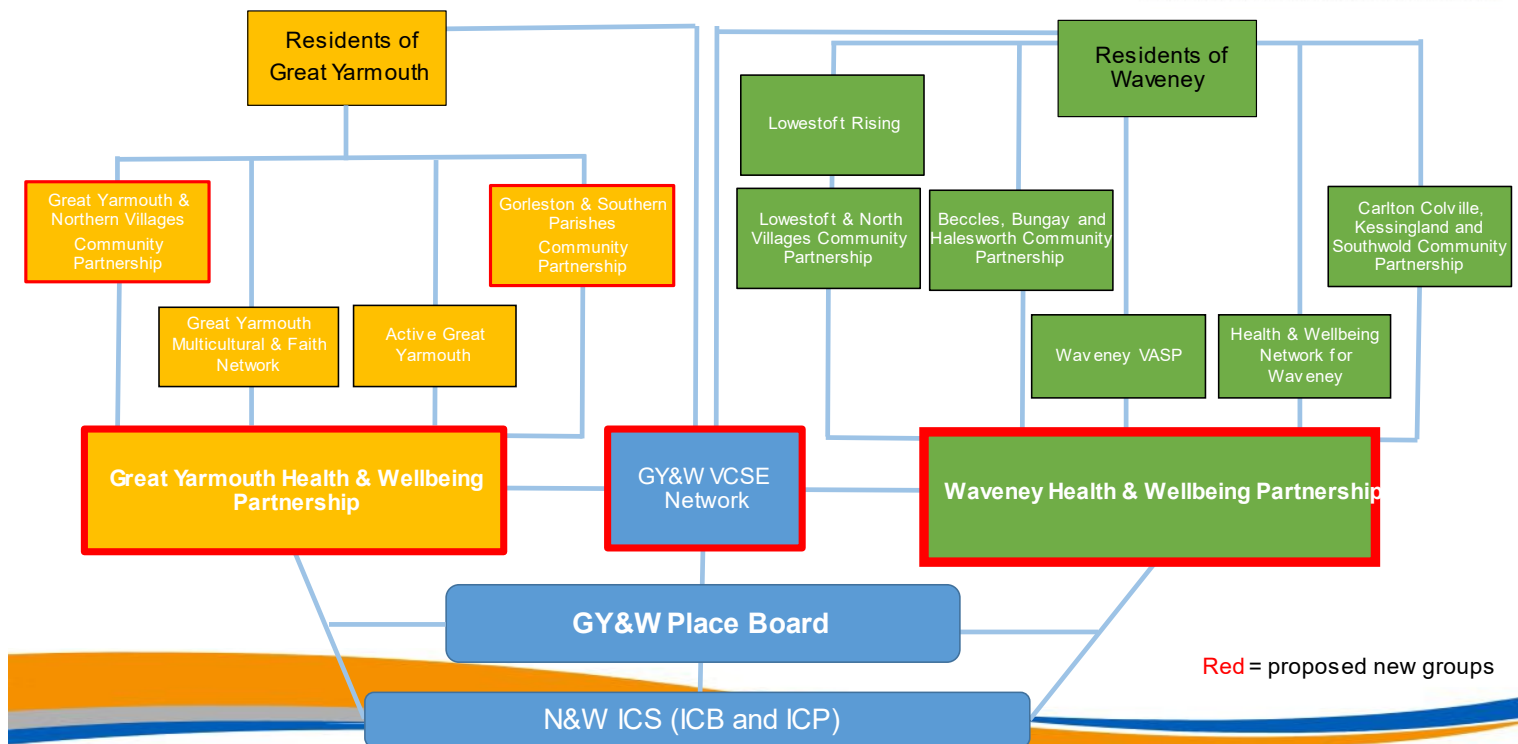 Residents of
Great Yarmouth
Residents of
Waveney
Lowestoft Rising
Great Yarmouth &
Northern Villages
Community
Partnership
Gorleston & Southern
Parishes
Community
Partnership
Lowestoft & North
Villages Community
Partnership
Beccles, Bungay and
Halesworth Community
Partnership
Carlton Colville,
Kessingland and
Southwold Community
Partnership
Great Yarmouth
Multicultural & Faith
Network
Active Great
Yarmouth
Waveney VASP
Health & Wellbeing
Network for
Waveney
Great Yarmouth Health & Wellbeing
Partnership
GY&W VCSE
Network
Waveney Health & Wellbeing Partnership
GY&W Place Board
Red = proposed new groups
N&W ICS (ICB and ICP)